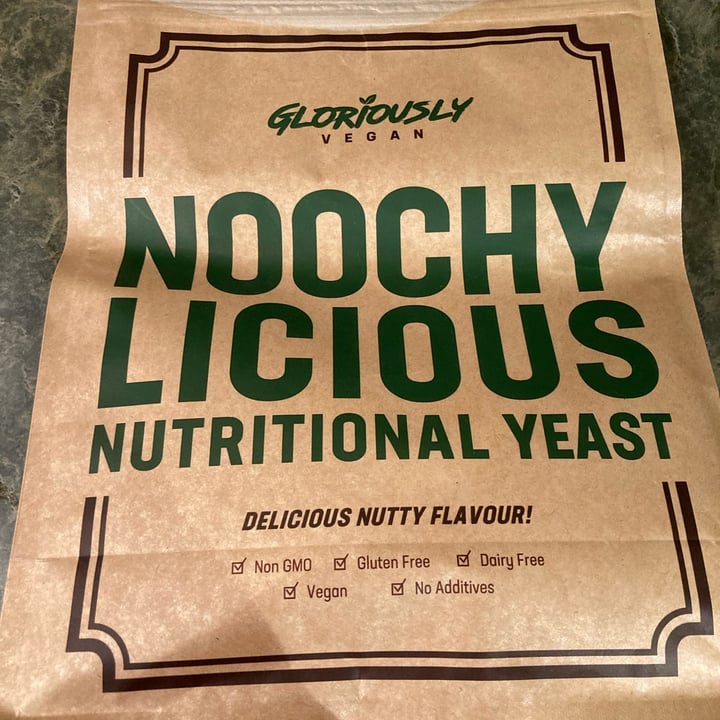 GLORIOUSLY
VEGAN
NOOCHY
LICIOUS
NUTRITIONAL YEAST
DELICIOUS NUTTY FLAVOUR!
Non GMO Gluten Free Dairy Free
Vegan No Additives